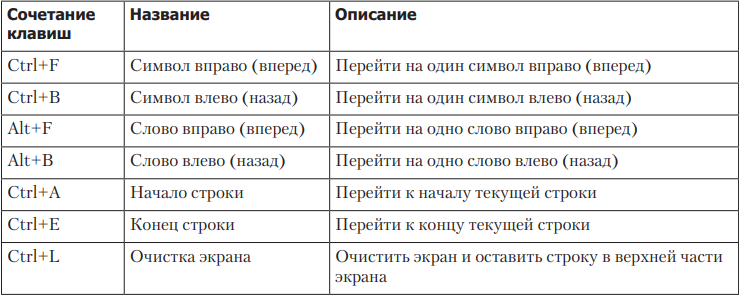 Сочетание клавиш Название Описание
Ctrl+F Символ вправо (вперед) Перейти на один символ вправо (вперед)
Ctrl+B Символ влево (назад) Перейти на один символ влево (назад)
Alt+F Слово вправо (вперед) Перейти на одно слово вправо (вперед)
Alt+B Слово влево (назад) Перейти на одно слово влево (назад)
Ctrl+A Начало строки Перейти к началу текущей строки
Ctrl+E Конец строки Перейти к концу текущей строки
Ctrl+L Очистка экрана Очистить экран и оставить строку в верхней части
экрана